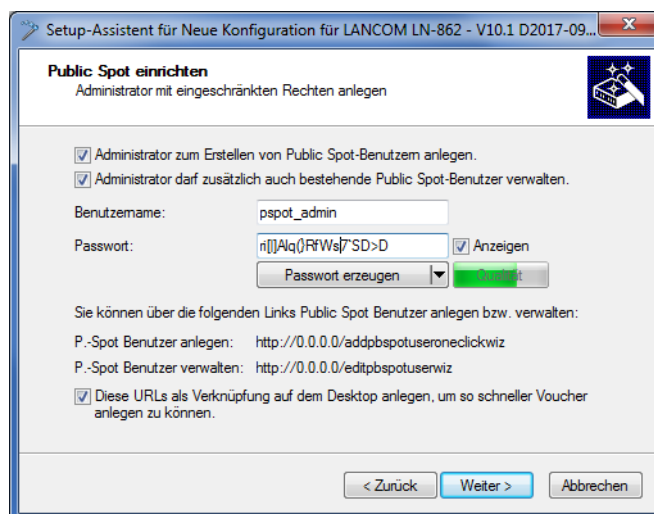 Setup-Assistent für Neue Konfiguration für LANCOM LN-862 - V10.1 D2017-09...
Public Spot einrichten
Administrator mit eingeschränkten Rechten anlegen
Administrator zum Erstellen von Public Spot-Benutzern anlegen.
Administrator darf zusätzlich auch bestehende Public Spot-Benutzer verwalten.
Benutzername: pspot_admin
Passwort: Anzeigen
Passwort erzeugen Qualität
Sie können über die folgenden Links Public Spot Benutzer anlegen bzw. verwalten:
P.-Spot Benutzer anlegen: http://0.0.0.0/addpbspotuseroneclickwiz
P.-Spot Benutzer verwalten: http://0.0.0.0/editpbspotuserwiz
Diese URLs als Verknüpfung auf dem Desktop anlegen, um so schneller Voucher
anlegen zu können.
< Zurück Weiter > Abbrechen